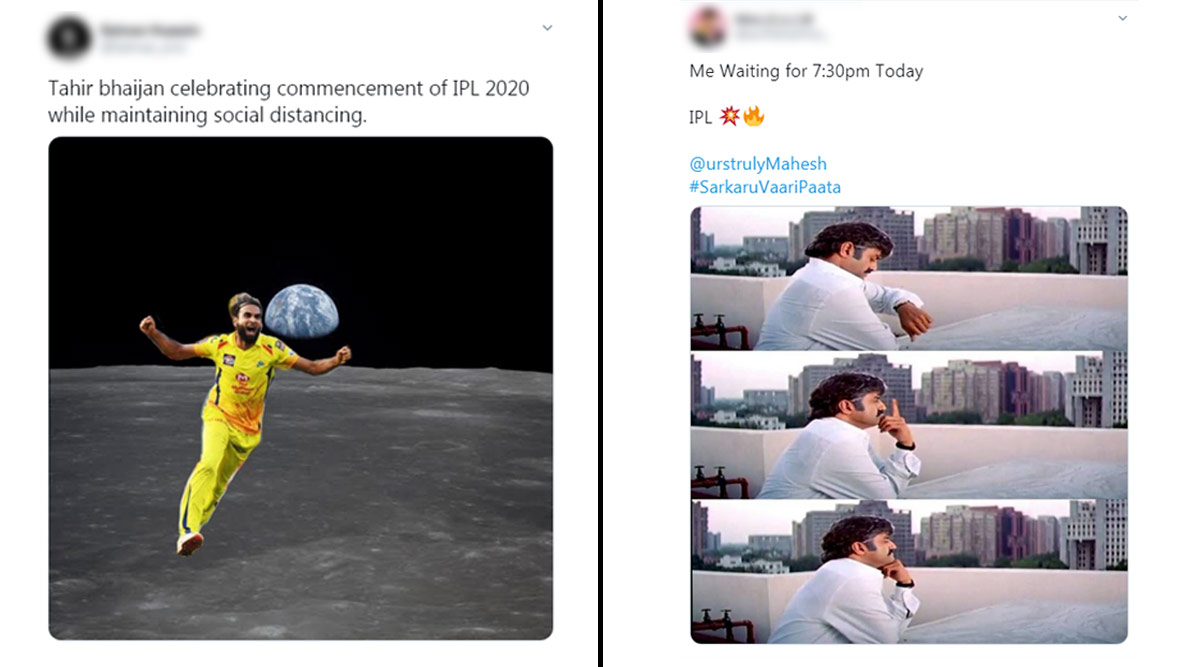 Tahir bhaijan celebrating commencement of IPL 2020
while maintaining social distancing.
Me Waiting for 7:30pm Today
IPL 💥🔥
@urstrulyMahesh
#SarkaruVaariPaata